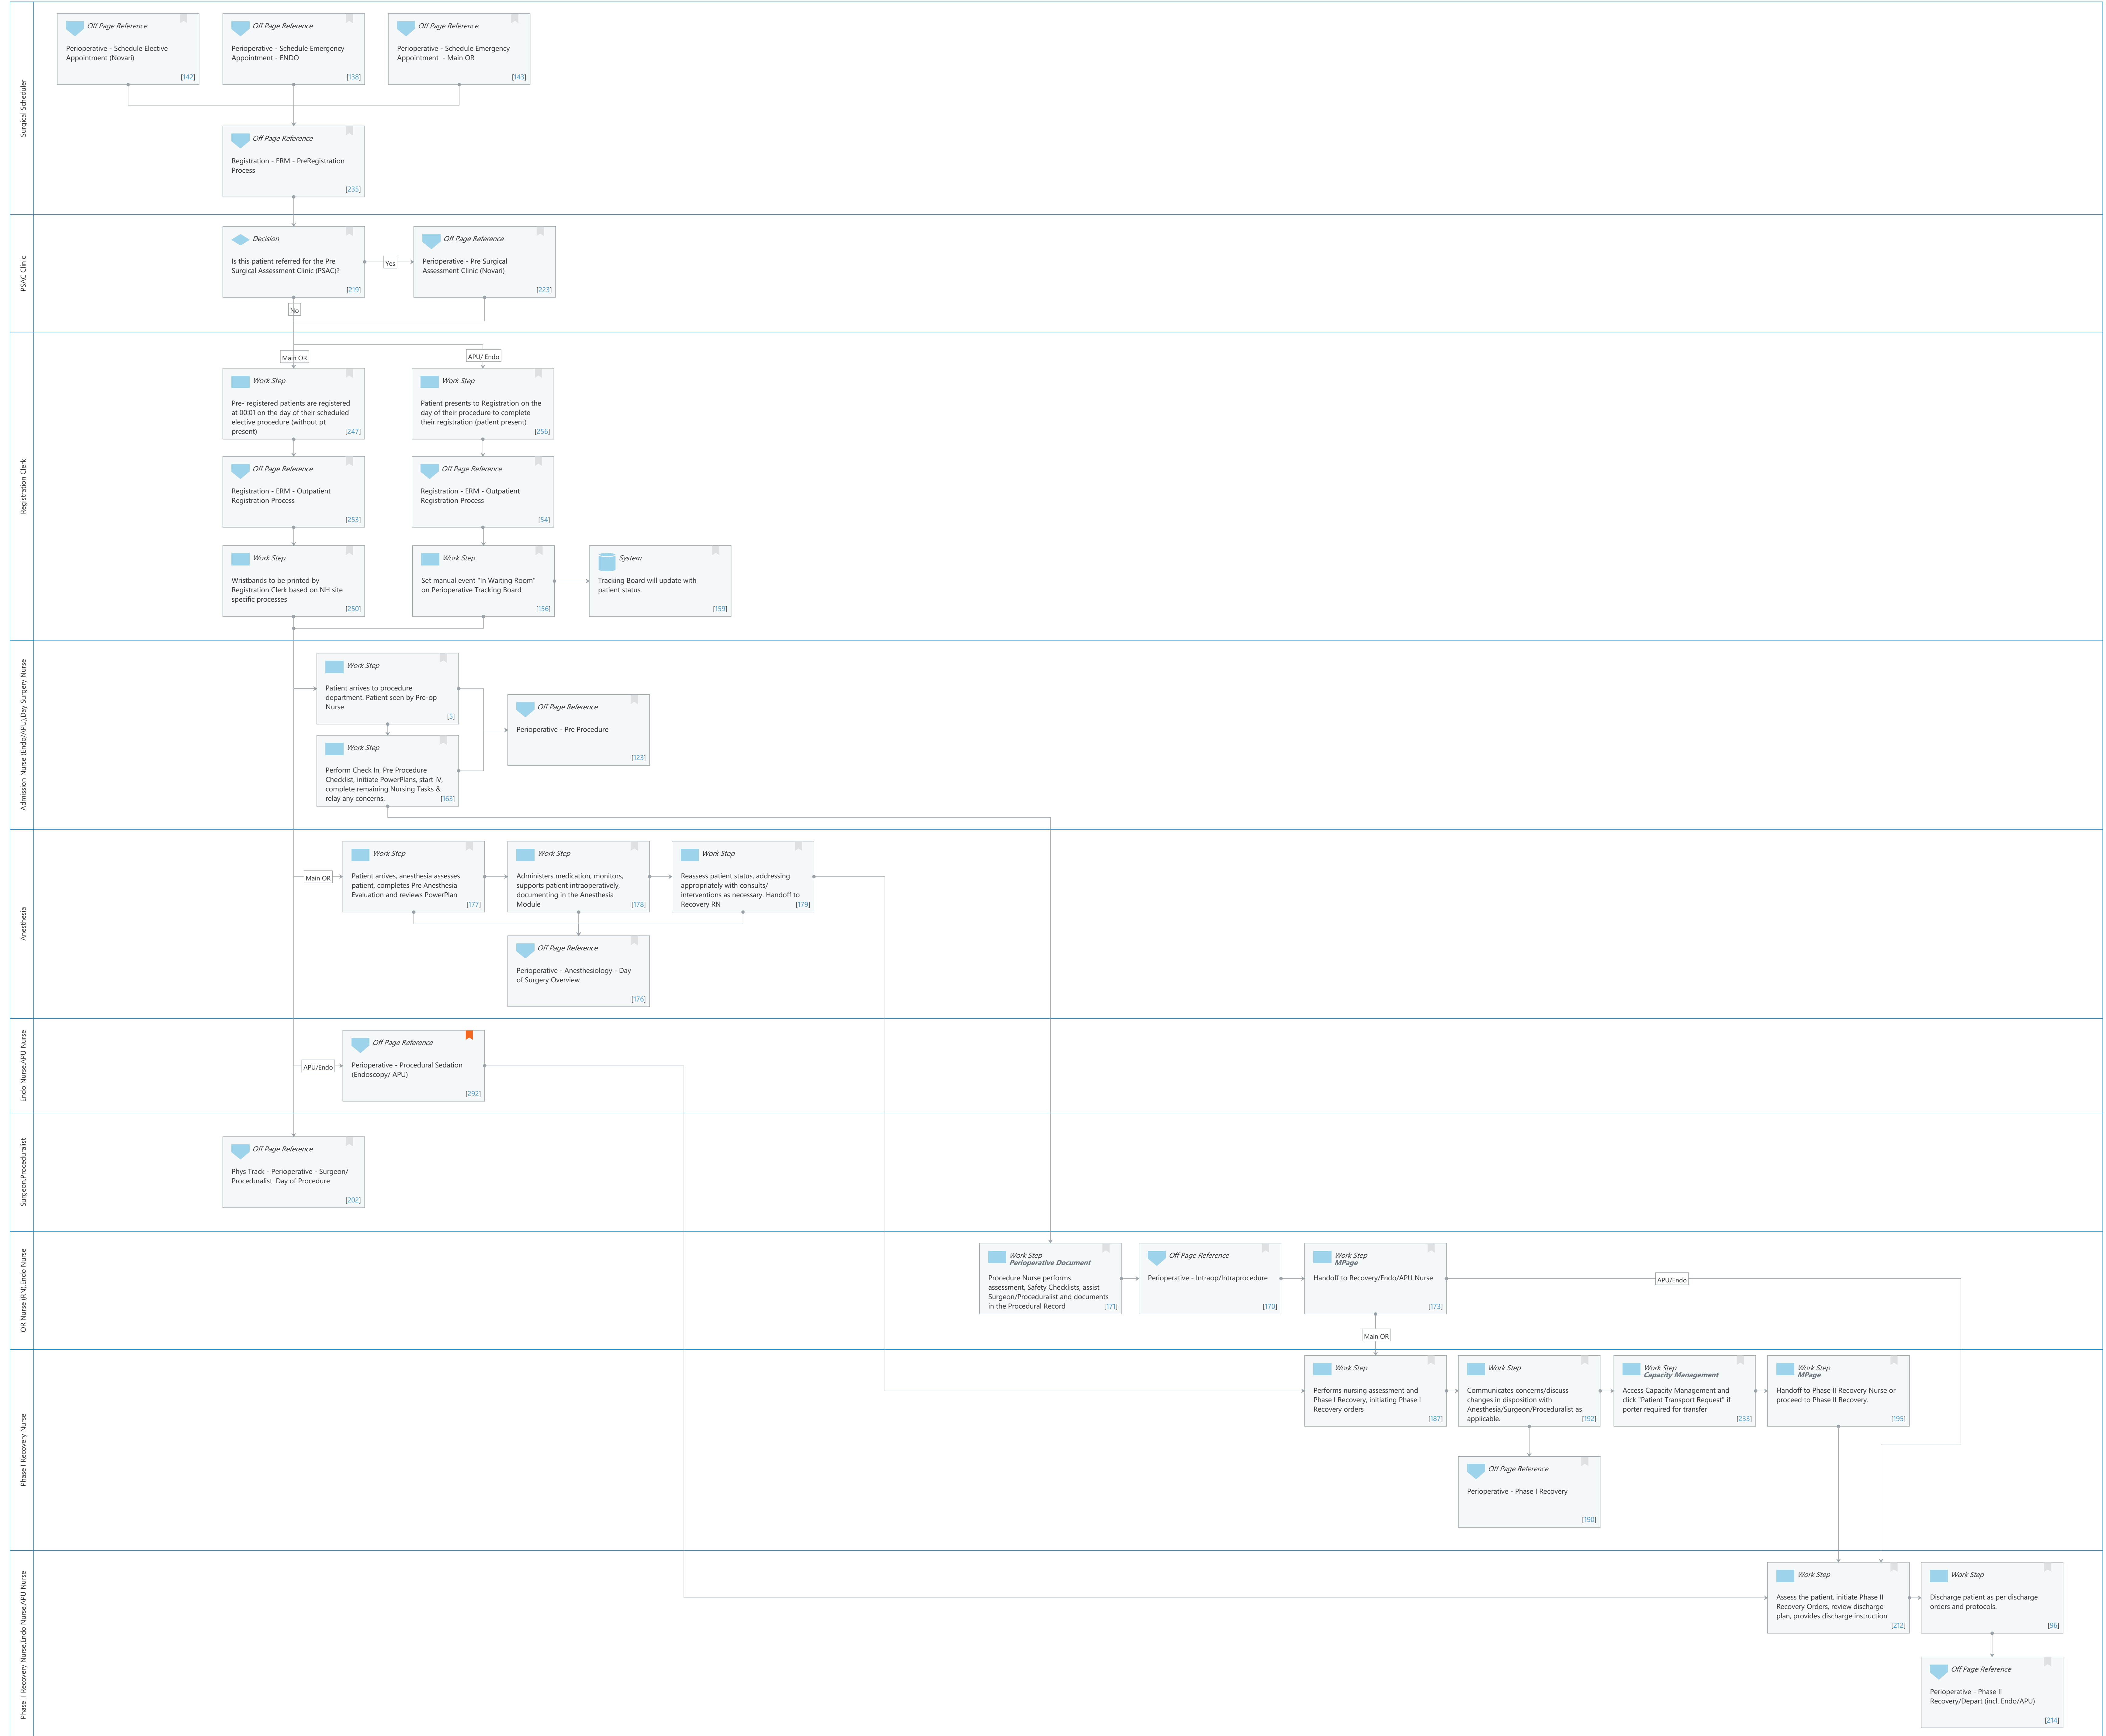 Surgical Scheduler
Off Page Reference
Perioperative - Schedule Elective
Appointment (Novari)
[142]
Off Page Reference
Perioperative - Schedule Emergency
Appointment - ENDO
[138]
Off Page Reference
Perioperative - Schedule Emergency
Appointment - Main OR
[143]
Off Page Reference
Registration - ERM - PreRegistration
Process
[235]
PSAC Clinic
Decision
Is this patient referred for the Pre
Surgical Assessment Clinic (PSAC)?
[219]
Yes
Off Page Reference
Perioperative - Pre Surgical
Assessment Clinic (Novari)
[223]
No
Registration Clerk
Main OR
APU/ Endo
Work Step
Pre- registered patients are registered
at 00:01 on the day of their scheduled
elective procedure (without pt
present)
[247]
Work Step
Patient presents to Registration on the
day of their procedure to complete
their registration (patient present)
[256]
Off Page Reference
Registration - ERM - Outpatient
Registration Process
[253]
Off Page Reference
Registration - ERM - Outpatient
Registration Process
[54]
Work Step
Wristbands to be printed by
Registration Clerk based on NH site
specific processes
[250]
Work Step
Set manual event "In Waiting Room"
on Perioperative Tracking Board
[156]
System
Tracking Board will update with
patient status.
[159]
Admission Nurse (Endo/APU),Day Surgery Nurse
Work Step
Patient arrives to procedure
department. Patient seen by Pre-op
Nurse.
[5]
Off Page Reference
Perioperative - Pre Procedure
[123]
Work Step
Perform Check In, Pre Procedure
Checklist, initiate PowerPlans, start IV,
complete remaining Nursing Tasks &
relay any concerns.
[163]
Anesthesia
Main OR
Work Step
Patient arrives, anesthesia assesses
patient, completes Pre Anesthesia
Evaluation and reviews PowerPlan
[177]
Work Step
Administers medication, monitors,
supports patient intraoperatively,
documenting in the Anesthesia
Module
[178]
Work Step
Reassess patient status, addressing
appropriately with consults/
interventions as necessary. Handoff to
Recovery RN
[179]
Off Page Reference
Perioperative - Anesthesiology - Day
of Surgery Overview
[176]
Endo Nurse,APU Nurse
APU/Endo
Off Page Reference
Perioperative - Procedural Sedation
(Endoscopy/ APU)
[292]
Surgeon,Proceduralist
Off Page Reference
Phys Track - Perioperative - Surgeon/
Proceduralist: Day of Procedure
[202]
OR Nurse (RN),Endo Nurse
Work Step
Perioperative Document
Procedure Nurse performs
assessment, Safety Checklists, assist
Surgeon/Proceduralist and documents
in the Procedural Record
[171]
Off Page Reference
Perioperative - Intraop/Intraprocedure
[170]
Work Step
MPage
Handoff to Recovery/Endo/APU Nurse
[173]
APU/Endo
Main OR
Phase I Recovery Nurse
Work Step
Performs nursing assessment and
Phase I Recovery, initiating Phase I
Recovery orders
[187]
Work Step
Communicates concerns/discuss
changes in disposition with
Anesthesia/Surgeon/Proceduralist as
applicable.
[192]
Work Step
Capacity Management
Access Capacity Management and
click "Patient Transport Request" if
porter required for transfer
[233]
Work Step
MPage
Handoff to Phase II Recovery Nurse or
proceed to Phase II Recovery.
[195]
Off Page Reference
Perioperative - Phase I Recovery
[190]
Phase II Recovery Nurse,Endo Nurse,APU Nurse
Work Step
Assess the patient, initiate Phase II
Recovery Orders, review discharge
plan, provides discharge instruction
[212]
Work Step
Discharge patient as per discharge
orders and protocols.
[96]
Off Page Reference
Perioperative - Phase II
Recovery/Depart (incl. Endo/APU)
[214]